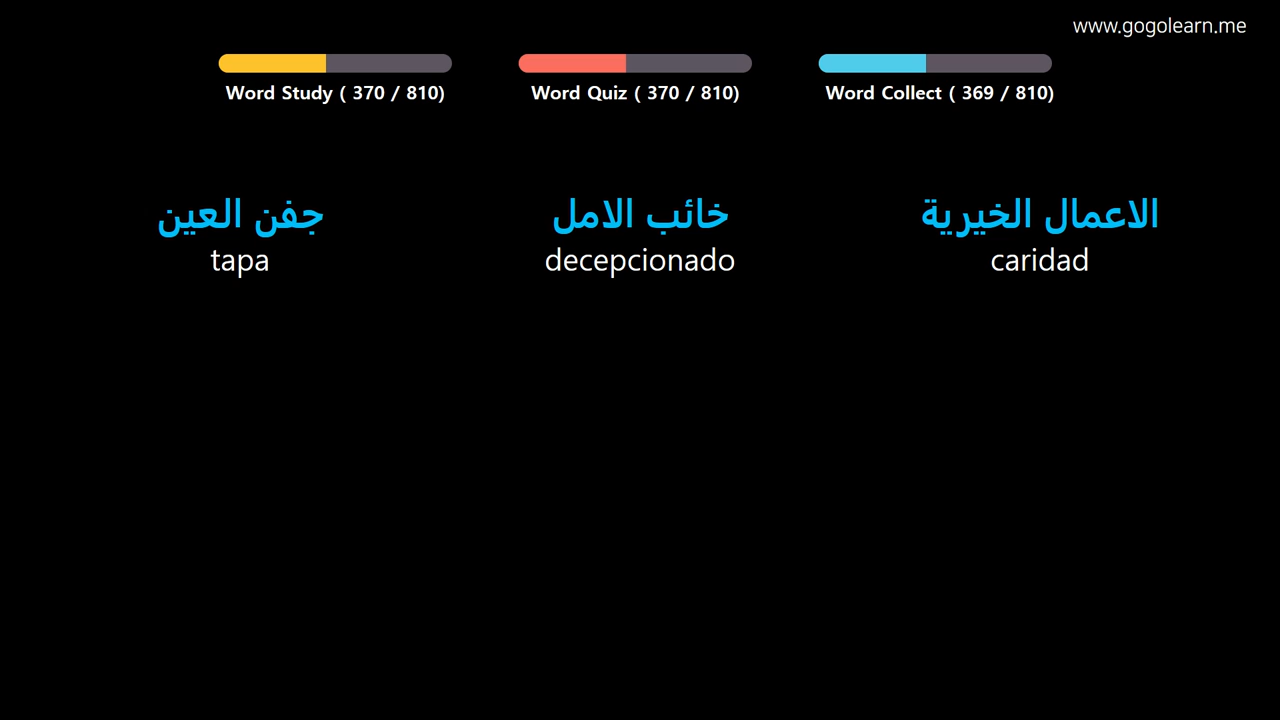 www.gogolearn.me
Word Study ( 370 / 810)
Word Quiz ( 370 / 810)
Word Collect ( 369 / 810)
جفن العين
tapa
خائب الامل
decepcionado
الاعمال الخيرية
caridad